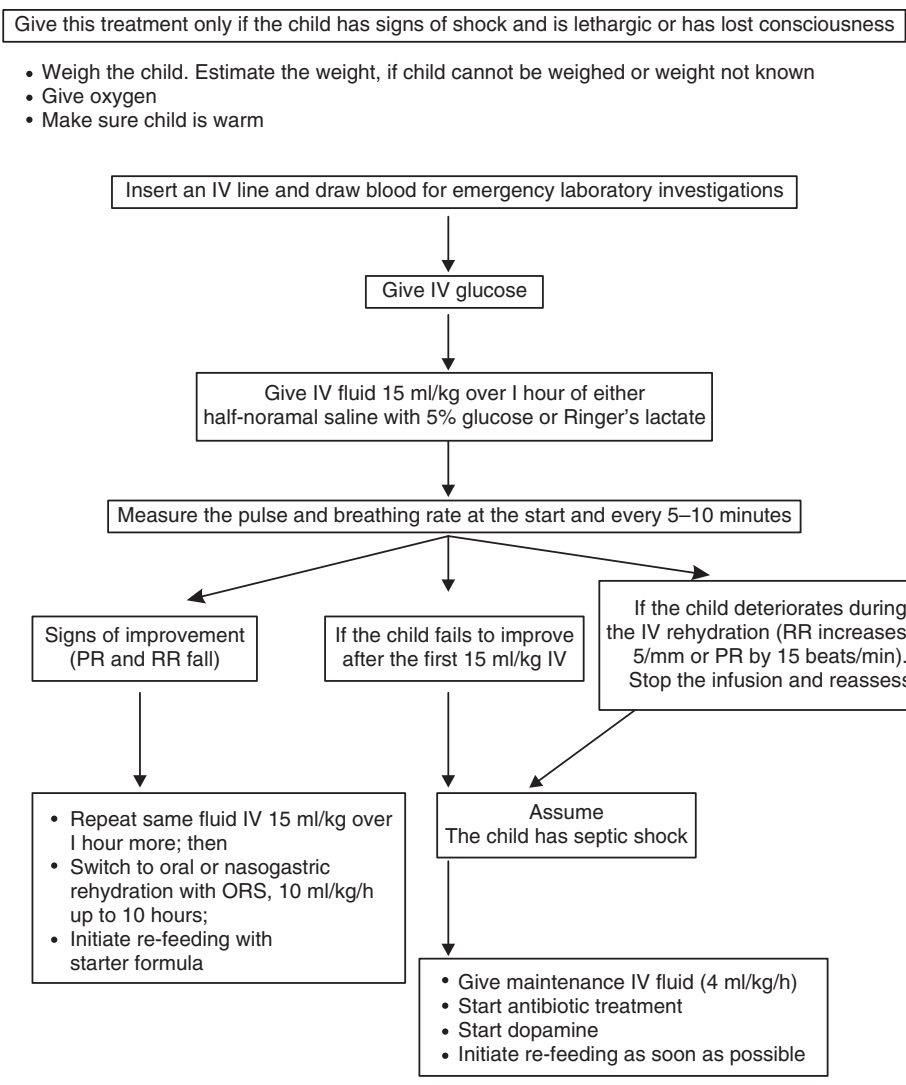 Give this treatment only if the child has signs of shock and is lethargic or has lost consciousness
• Weigh the child. Estimate the weight, if child cannot be weighed or weight not known
• Give oxygen
• Make sure child is warm
Insert an IV line and draw blood for emergency laboratory investigations
Give IV glucose
Give IV fluid 15 ml/kg over I hour of either
half-noramal saline with 5% glucose or Ringer's lactate
Measure the pulse and breathing rate at the start and every 5–10 minutes
Signs of improvement
(PR and RR fall)
If the child fails to improve
after the first 15 ml/kg IV
If the child deteriorates during
the IV rehydration (RR increases
5/mm or PR by 15 beats/min).
Stop the infusion and reassess
• Repeat same fluid IV 15 ml/kg over
I hour more; then
• Switch to oral or nasogastric
rehydration with ORS, 10 ml/kg/h
up to 10 hours;
• Initiate re-feeding with
starter formula
Assume
The child has septic shock
• Give maintenance IV fluid (4 ml/kg/h)
• Start antibiotic treatment
• Start dopamine
• Initiate re-feeding as soon as possible